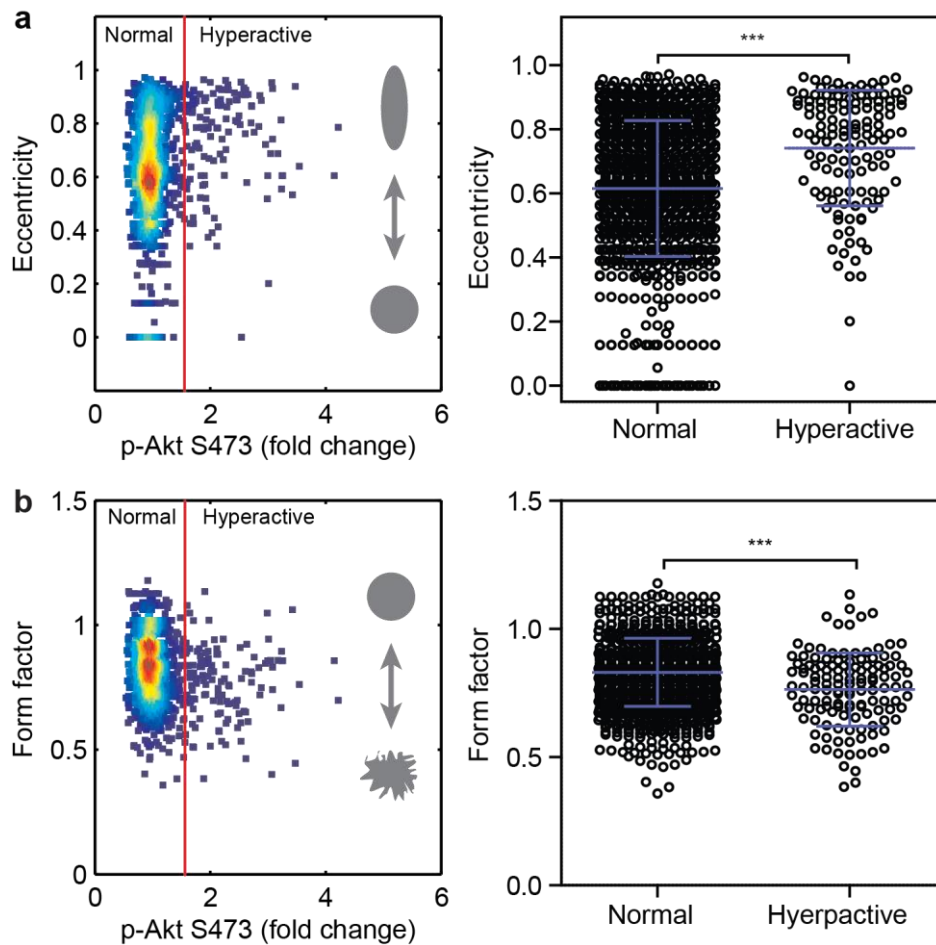 a
Normal Hyperactive
Eccentricity
1
0.8
0.6
0.4
0.2
0
0 2 4 6
p-Akt S473 (fold change)
***
Eccentricity
1.0
0.8
0.6
0.4
0.2
0.0
Normal Hyperactive
b
Normal Hyperactive
Form factor
1.5
1
0.5
0
0 2 4 6
p-Akt S473 (fold change)
***
Form factor
1.5
1.0
0.5
0.0
Normal Hyerpactive